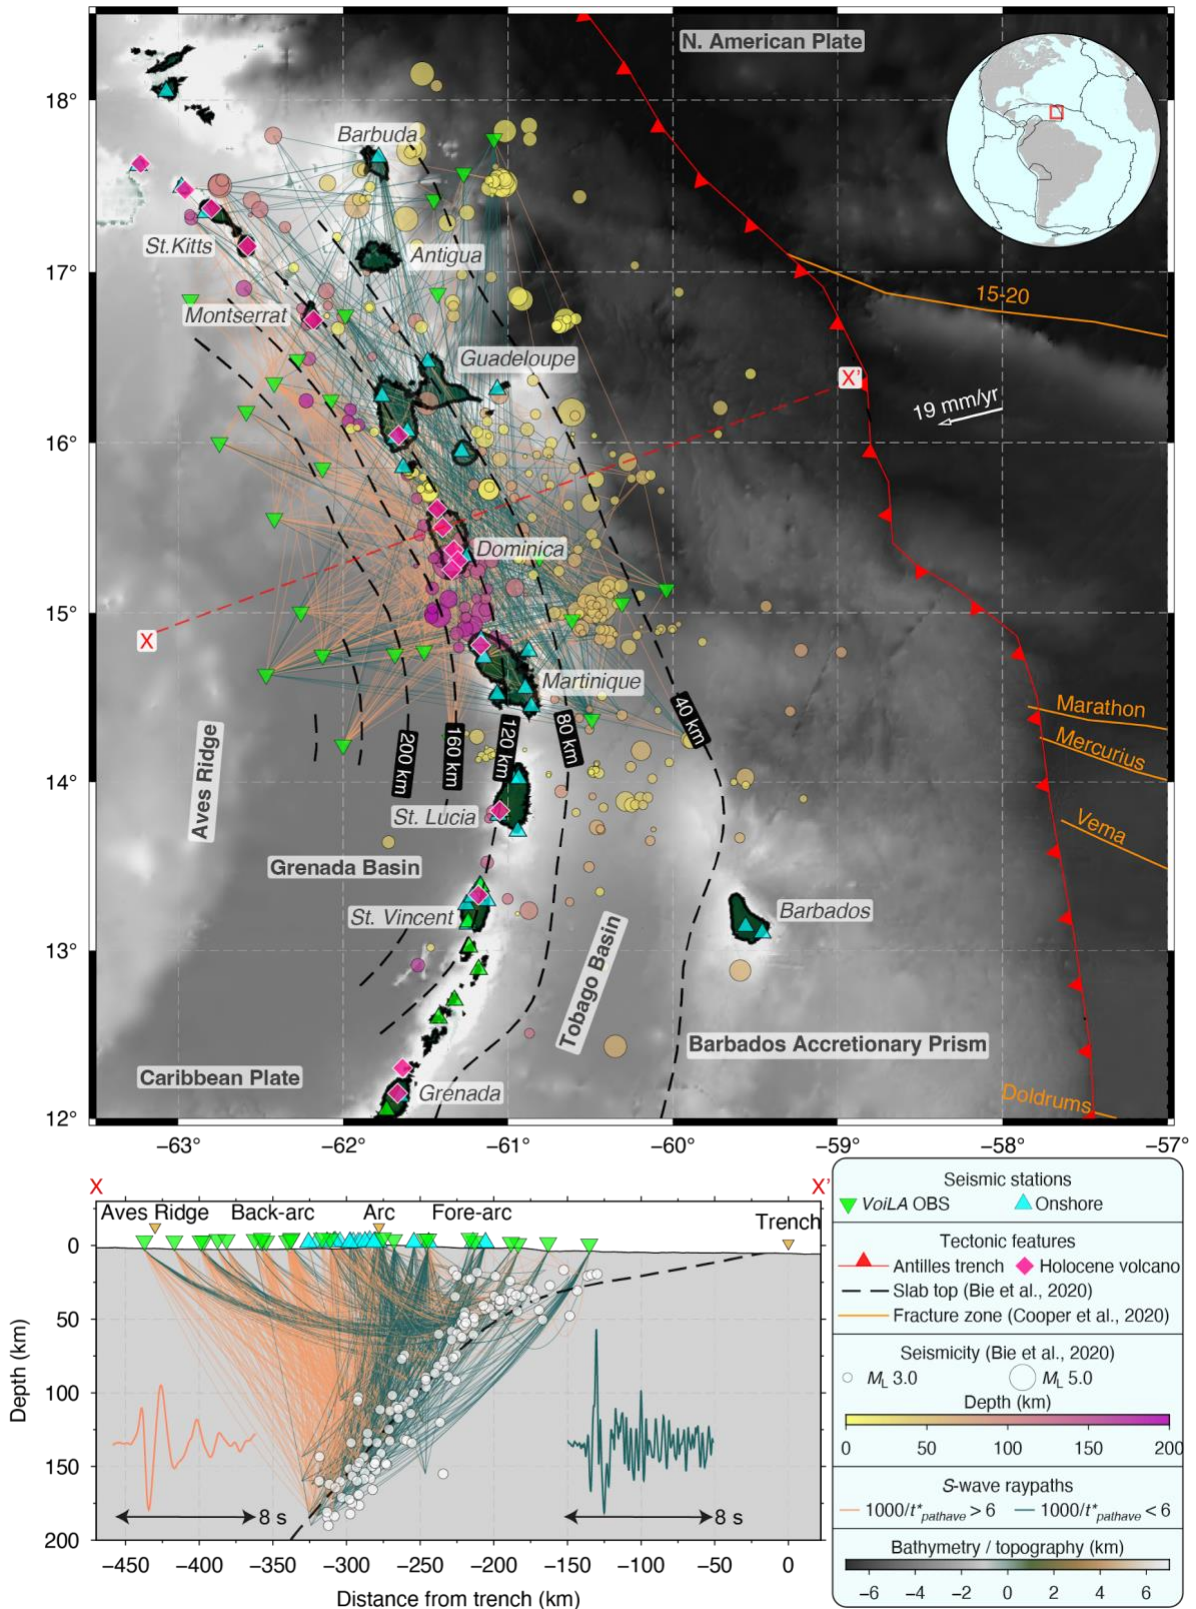 N. American Plate
18°
Barbuda
St.Kitts
Antigua
17°
Montserrat
15-20
Guadeloupe
X'
19 mm/yr
16°
Dominica
15°
X
Martinique
Marathon
40 km
80 km
120 km
160 km
200 km
Mercurius
Aves Ridge
14°
St. Lucia
Vema
Grenada Basin
St. Vincent
Barbados
13°
Tobago Basin
Barbados Accretionary Prism
Caribbean Plate
Grenada
Doldrums
12°
−63° −62° −61° −60° −59° −58° −57°
X X'
Aves Ridge Back-arc Arc Fore-arc Trench
0
50
100
150
200
Depth (km)
8 s 8 s
−450 −400 −350 −300 −250 −200 −150 −100 −50 0
Distance from trench (km)
Seismic stations
VoiLA OBS Onshore
Tectonic features
Antilles trench Holocene volcano
Slab top (Bie et al., 2020)
Fracture zone (Cooper et al., 2020)
Seismicity (Bie et al., 2020)
ML 3.0 ML 5.0
Depth (km)
0 50 100 150 200
S-wave raypaths
1000/t*pathave > 6 1000/t*pathave < 6
Bathymetry / topography (km)
−6 −4 −2 0 2 4 6